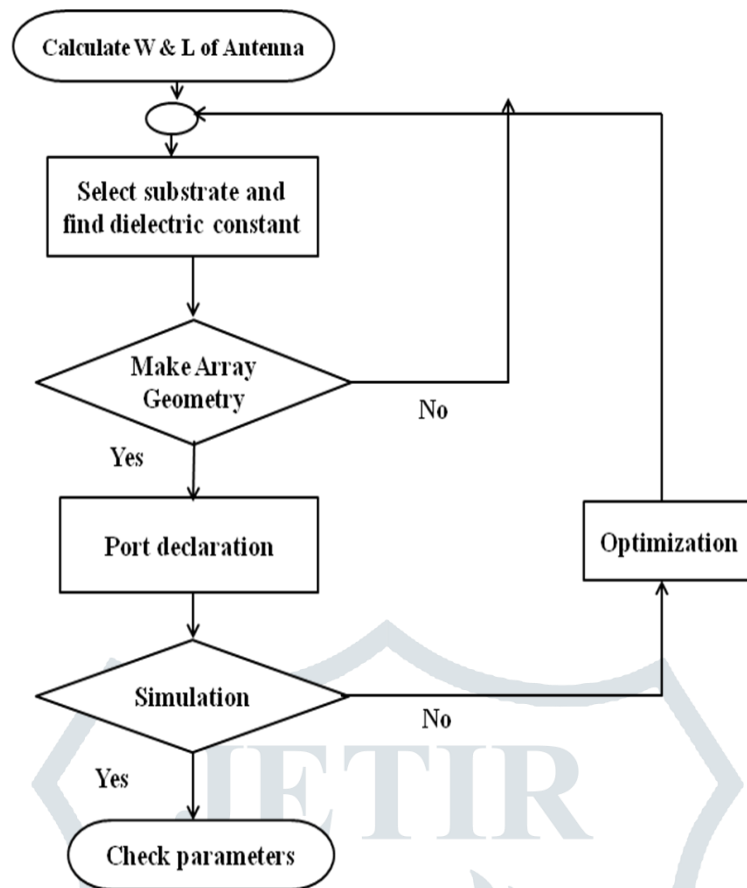 Calculate W & L of Antenna
Select substrate and
find dielectric constant
Make Array
Geometry
No
Yes
Port declaration
Optimization
Simulation
No
Yes
JETIR
Check parameters